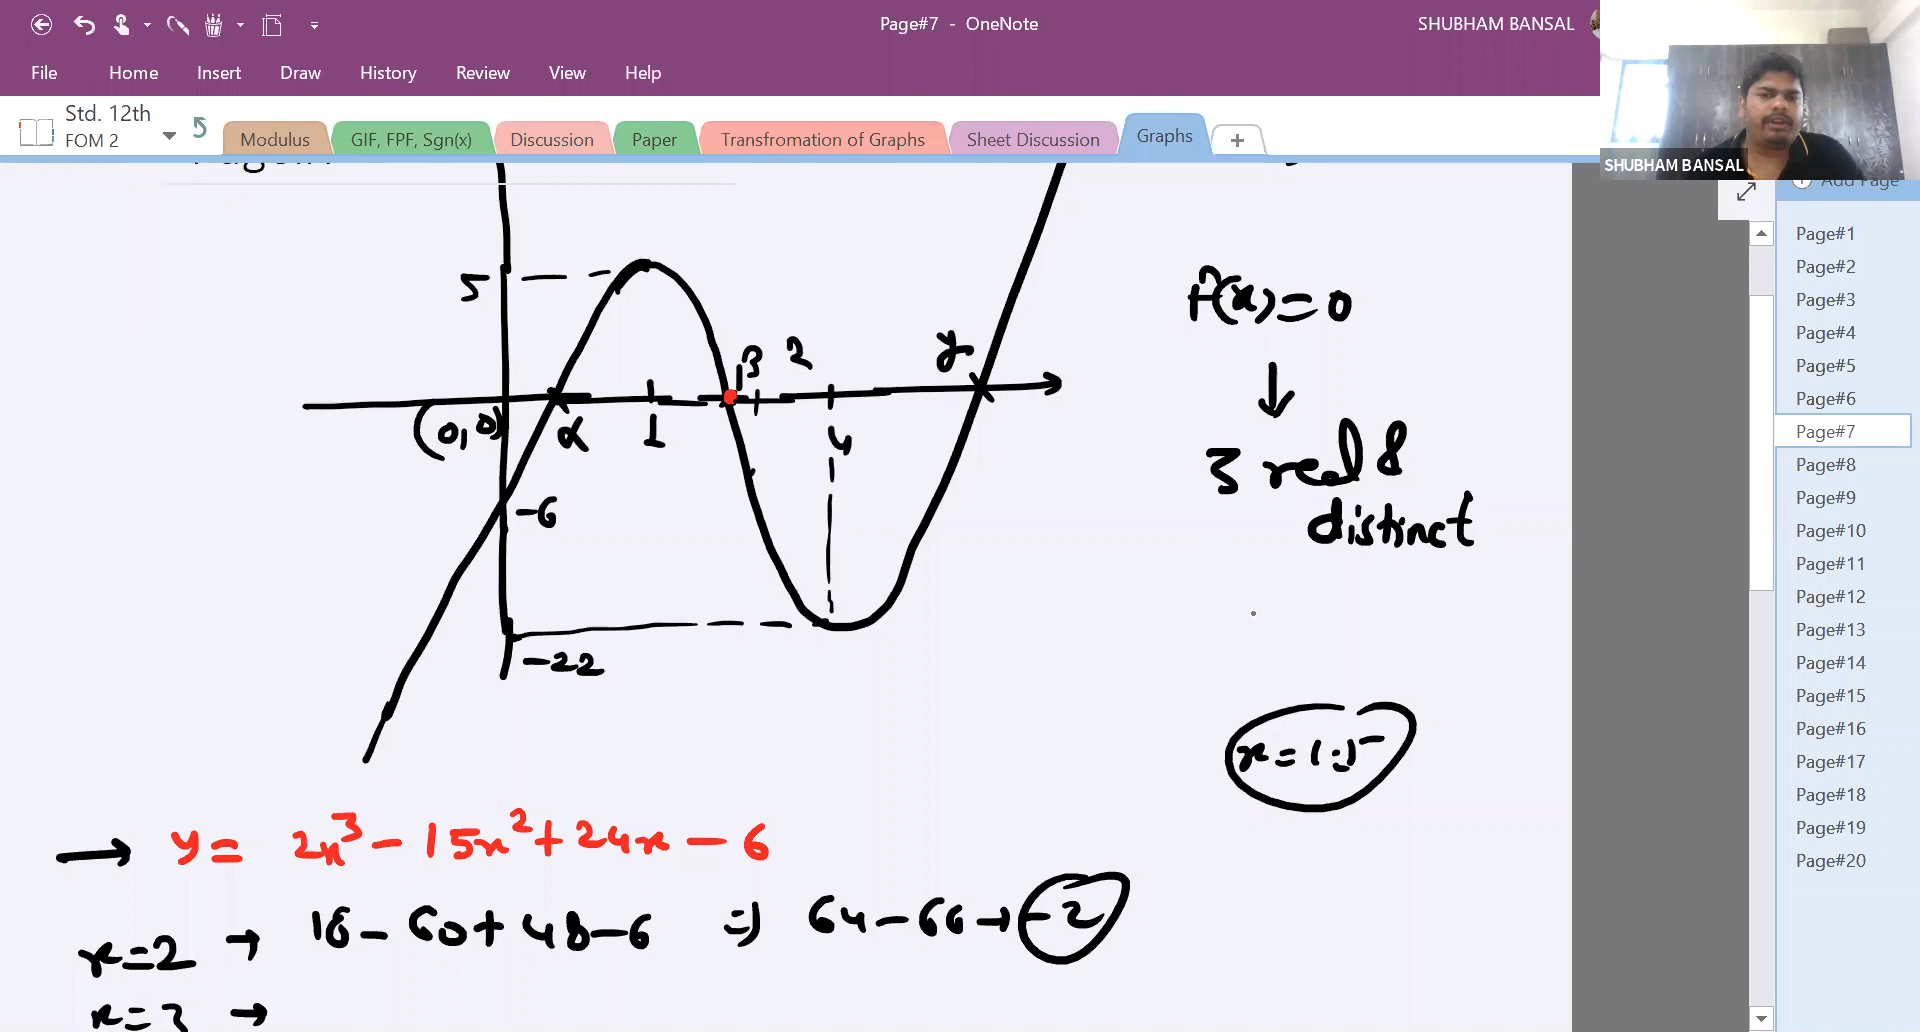 Page#7 - OneNote
SHUBHAM BANSAL
File Home Insert Draw History Review View Help
Std. 12th
FOM 2
Modulus
GIF, FPF, Sgn(x)
Discussion
Paper
Transfromation of Graphs
Sheet Discussion
Graphs
+
SHUBHAM BANSAL
Add Page
Page#1
Page#2
Page#3
Page#4
Page#5
Page#6
Page#7
Page#8
Page#9
Page#10
Page#11
Page#12
Page#13
Page#14
Page#15
Page#16
Page#17
Page#18
Page#19
Page#20
5
β 2 γ
(0,0) α 1 4
-6
-22
f(x)=0
↓
3 real &
distinct
x=1.5
→ y = 2x³ - 15x² + 24x - 6
x=2 → 16 - 60 + 48 - 6 ⇒ 64 - 66 → -2
x=3 →